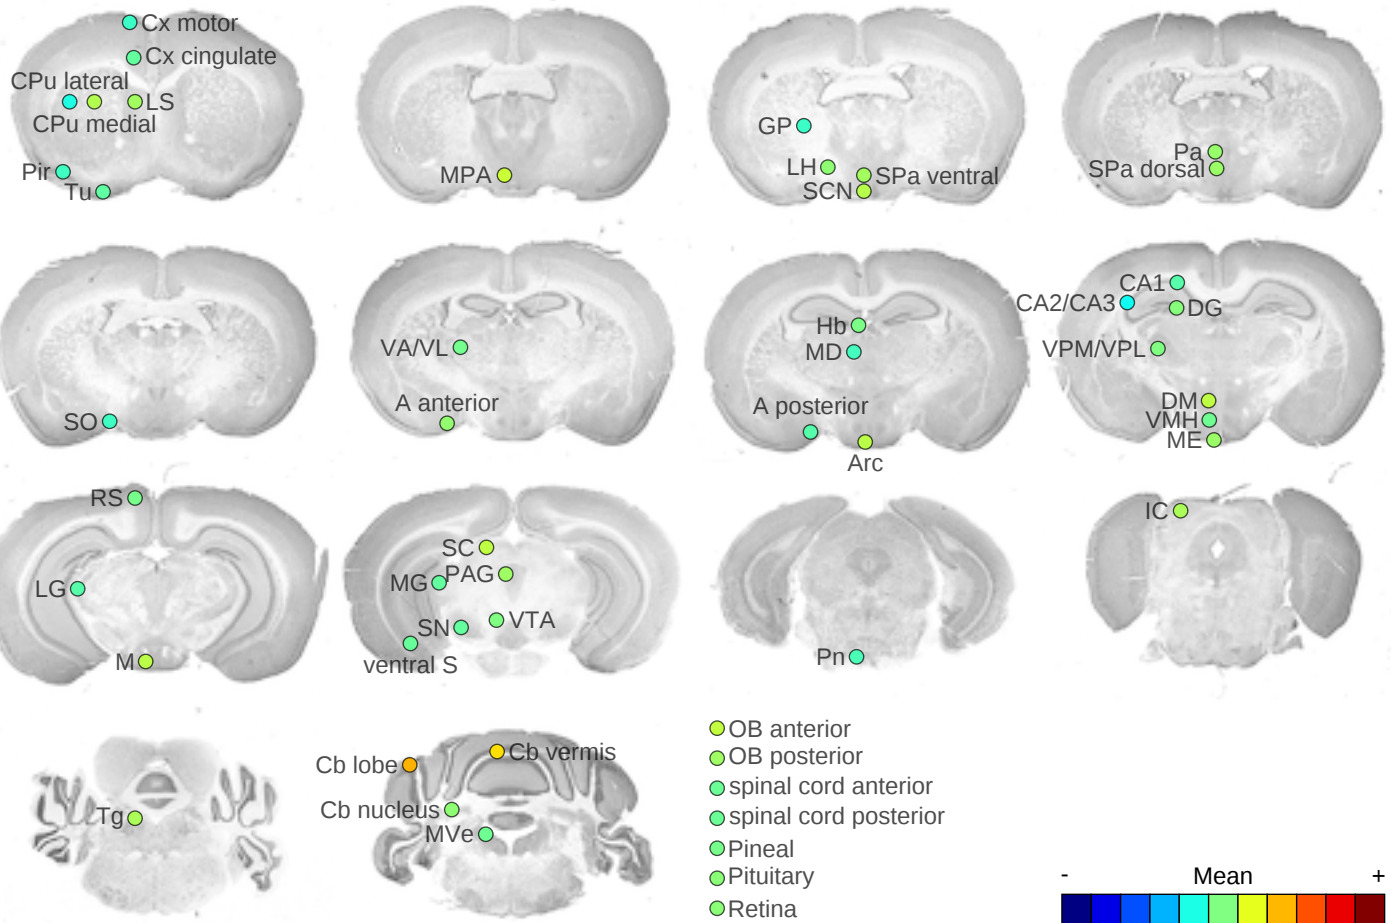 Cx motor
Cx cingulate
CPu lateral
LS
CPu medial
Pir
Tu
MPA
GP
LH
SPa ventral
SCN
Pa
SPa dorsal
SO
VA/VL
A anterior
Hb
MD
A posterior
Arc
CA1
CA2/CA3
DG
VPM/VPL
DM
VMH
ME
RS
LG
M
SC
MG
PAG
SN
VTA
ventral S
Pn
IC
Tg
Cb lobe
Cb vermis
Cb nucleus
MVe
OB anterior
OB posterior
spinal cord anterior
spinal cord posterior
Pineal
Pituitary
Retina
- Mean +